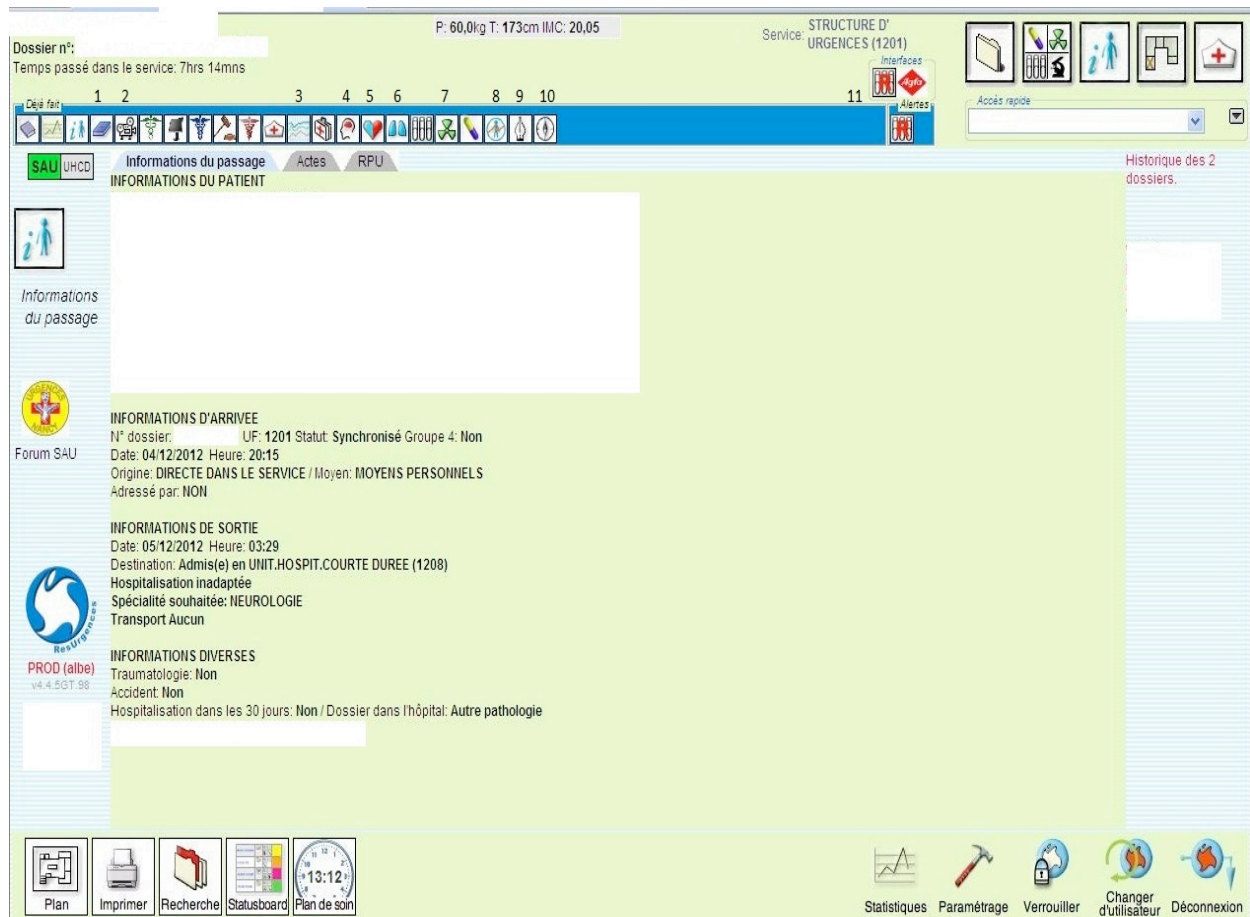 P: 60,0kg T: 173cm IMC: 20,05
Service: STRUCTURE D'
URGENCES (1201)
Dossier n°:
Temps passé dans le service: 7hrs 14mns
Interfaces
Agfa
Déjà fait
1 2 3 4 5 6 7 8 9 10 11
Alertes
Accès rapide
SAU UHCD
Informations du passage Actes RPU
Historique des 2
dossiers.
INFORMATIONS DU PATIENT
Informations
du passage
URGENCES
NANCY
Forum SAU
INFORMATIONS D'ARRIVEE
N° dossier: UF: 1201 Statut: Synchronisé Groupe 4: Non
Date: 04/12/2012 Heure: 20:15
Origine: DIRECTE DANS LE SERVICE / Moyen: MOYENS PERSONNELS
Adressé par: NON
INFORMATIONS DE SORTIE
Date: 05/12/2012 Heure: 03:29
Destination: Admis(e) en UNIT.HOSPIT.COURTE DUREE (1208)
Hospitalisation inadaptée
Spécialité souhaitée: NEUROLOGIE
Transport Aucun
ResUrgences
PROD (albe)
v4.4.5GT.98
INFORMATIONS DIVERSES
Traumatologie: Non
Accident: Non
Hospitalisation dans les 30 jours: Non / Dossier dans l'hôpital: Autre pathologie
13:12
Plan Imprimer Recherche Statusboard Plan de soin
Statistiques Paramétrage Verrouiller Changer
d'utilisateur Déconnexion